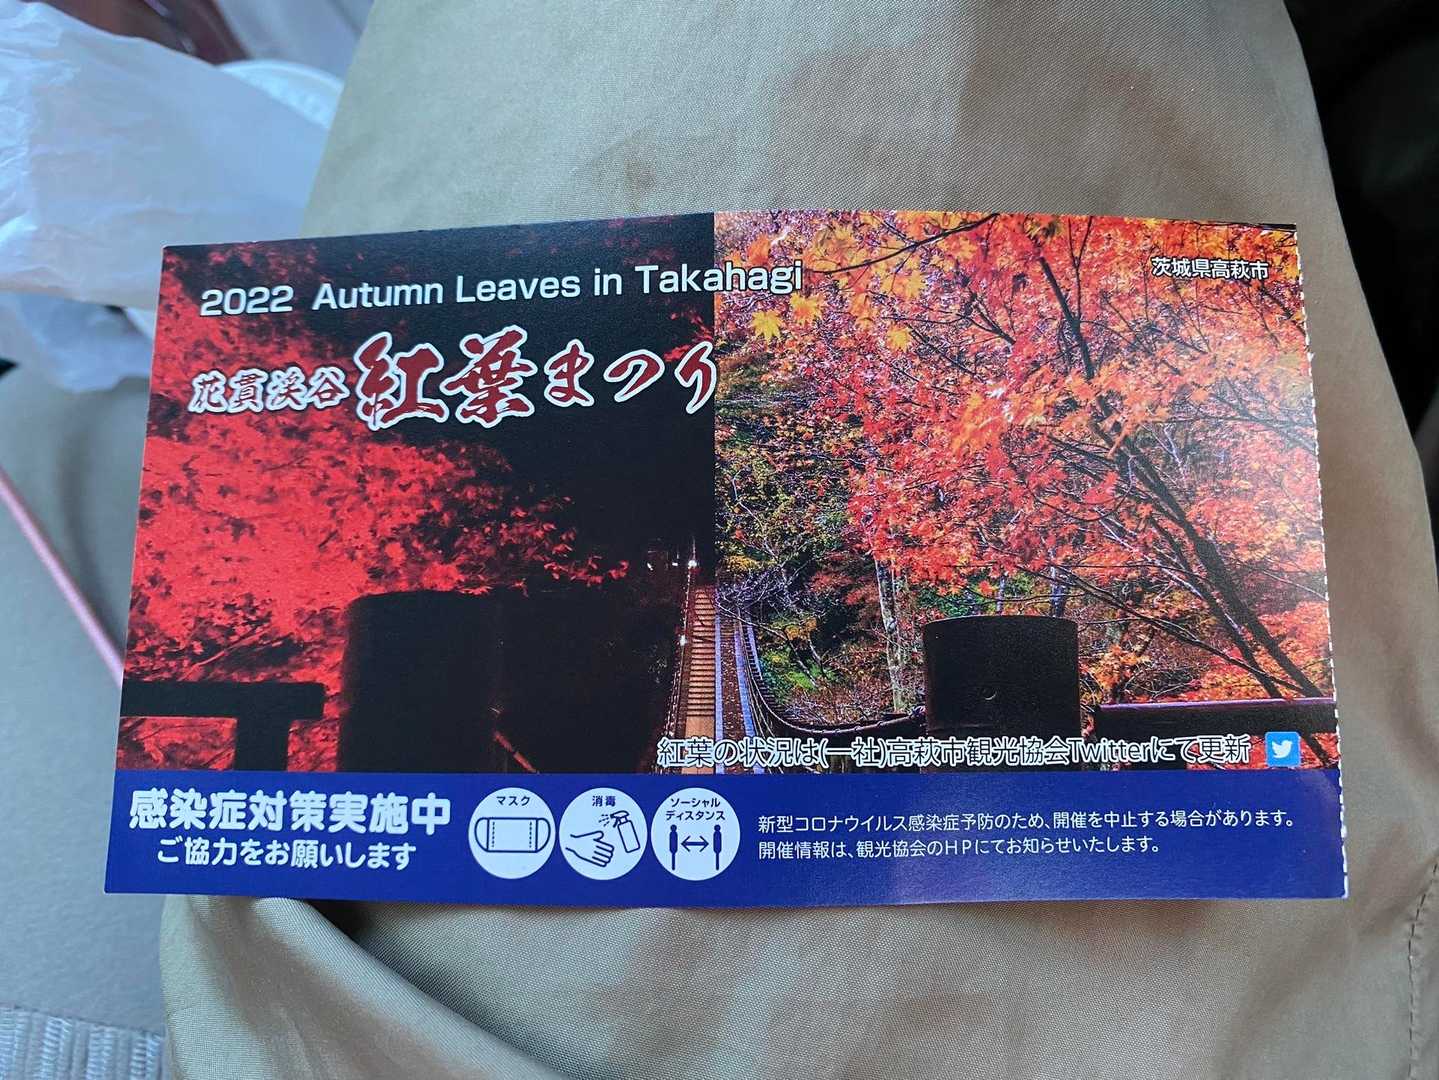 2022 Autumn Leaves in Takahagi
茨城県高萩市
花貫渓谷 紅葉まつり
紅葉の状況は(一社)高萩市観光協会Twitterにて更新
感染症対策実施中
ご協力をお願いします
マスク
消毒
ソーシャル
ディスタンス
新型コロナウイルス感染症予防のため、開催を中止する場合があります。
開催情報は、観光協会のHPにてお知らせいたします。